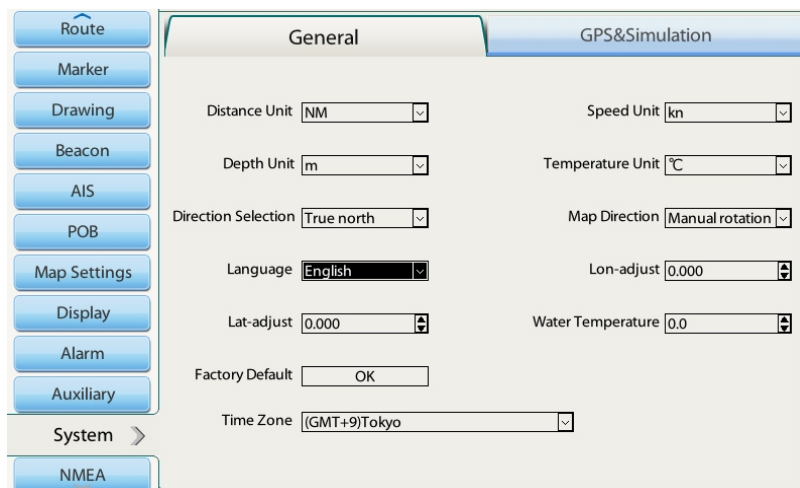 Route
Marker
Drawing
Beacon
AIS
POB
Map Settings
Display
Alarm
Auxiliary
System
NMEA
General
GPS&Simulation
Distance Unit NM
Speed Unit kn
Depth Unit m
Temperature Unit ℃
Direction Selection True north
Map Direction Manual rotation
Language English
Lon-adjust 0.000
Lat-adjust 0.000
Water Temperature 0.0
Factory Default OK
Time Zone (GMT+9)Tokyo